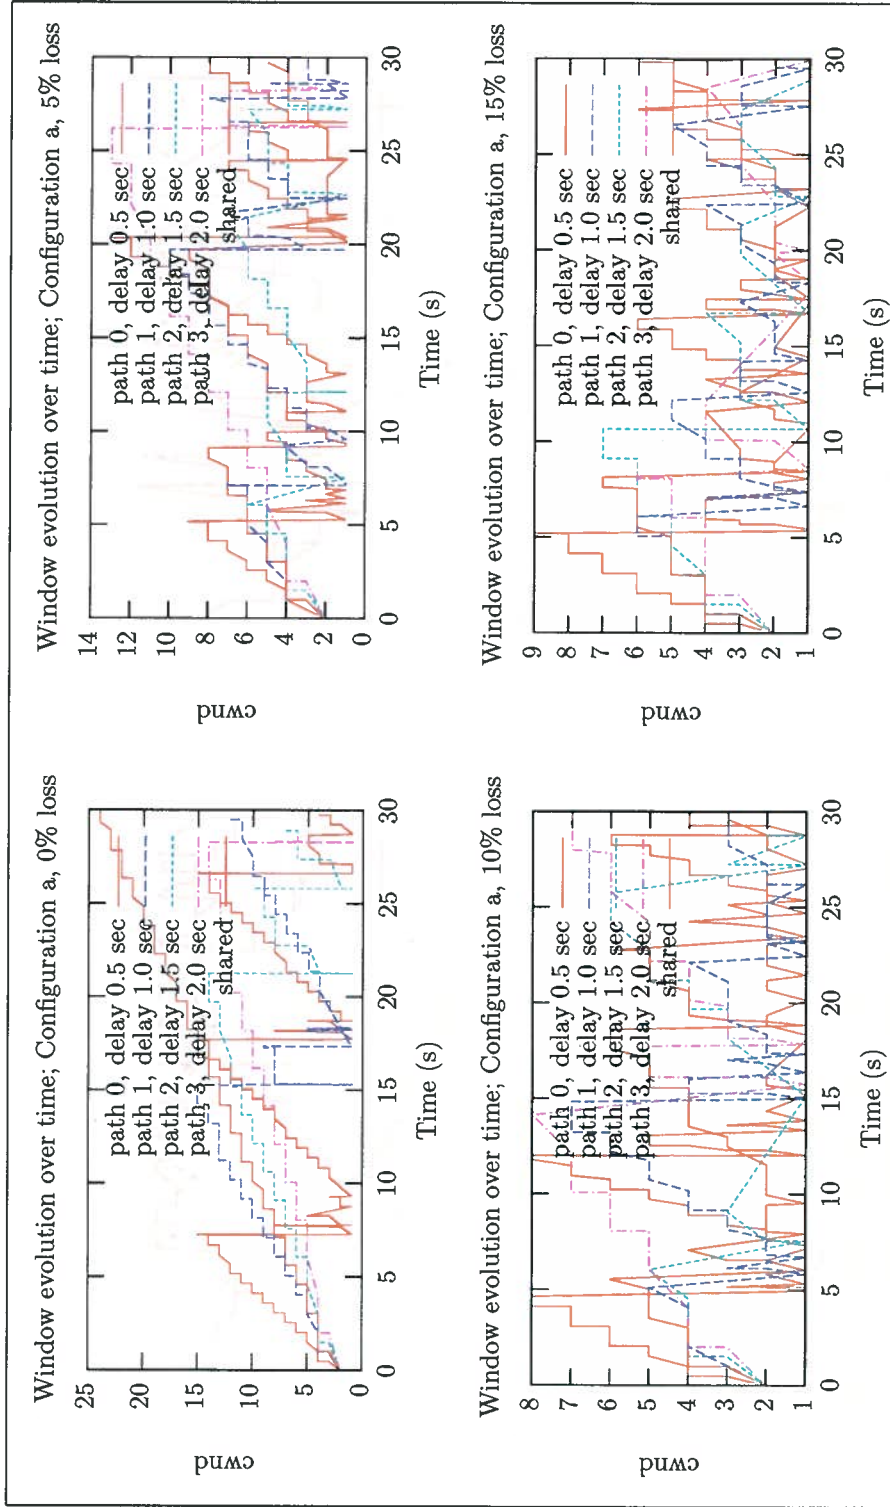 Window evolution over time; Configuration a, 0% loss
25
20
15
10
5
0
cwnd
0
5
10
15
20
25
30
Time (s)
path 0, delay 0.5 sec
path 1, delay 1.0 sec
path 2, delay 1.5 sec
path 3, delay 2.0 sec
shared
Window evolution over time; Configuration a, 5% loss
14
12
10
8
6
4
2
0
cwnd
0
5
10
15
20
25
30
Time (s)
path 0, delay 0.5 sec
path 1, delay 1.0 sec
path 2, delay 1.5 sec
path 3, delay 2.0 sec
shared
Window evolution over time; Configuration a, 10% loss
8
7
6
5
4
3
2
1
cwnd
0
5
10
15
20
25
30
Time (s)
path 0, delay 0.5 sec
path 1, delay 1.0 sec
path 2, delay 1.5 sec
path 3, delay 2.0 sec
shared
Window evolution over time; Configuration a, 15% loss
9
8
7
6
5
4
3
2
1
cwnd
0
5
10
15
20
25
30
Time (s)
path 0, delay 0.5 sec
path 1, delay 1.0 sec
path 2, delay 1.5 sec
path 3, delay 2.0 sec
shared